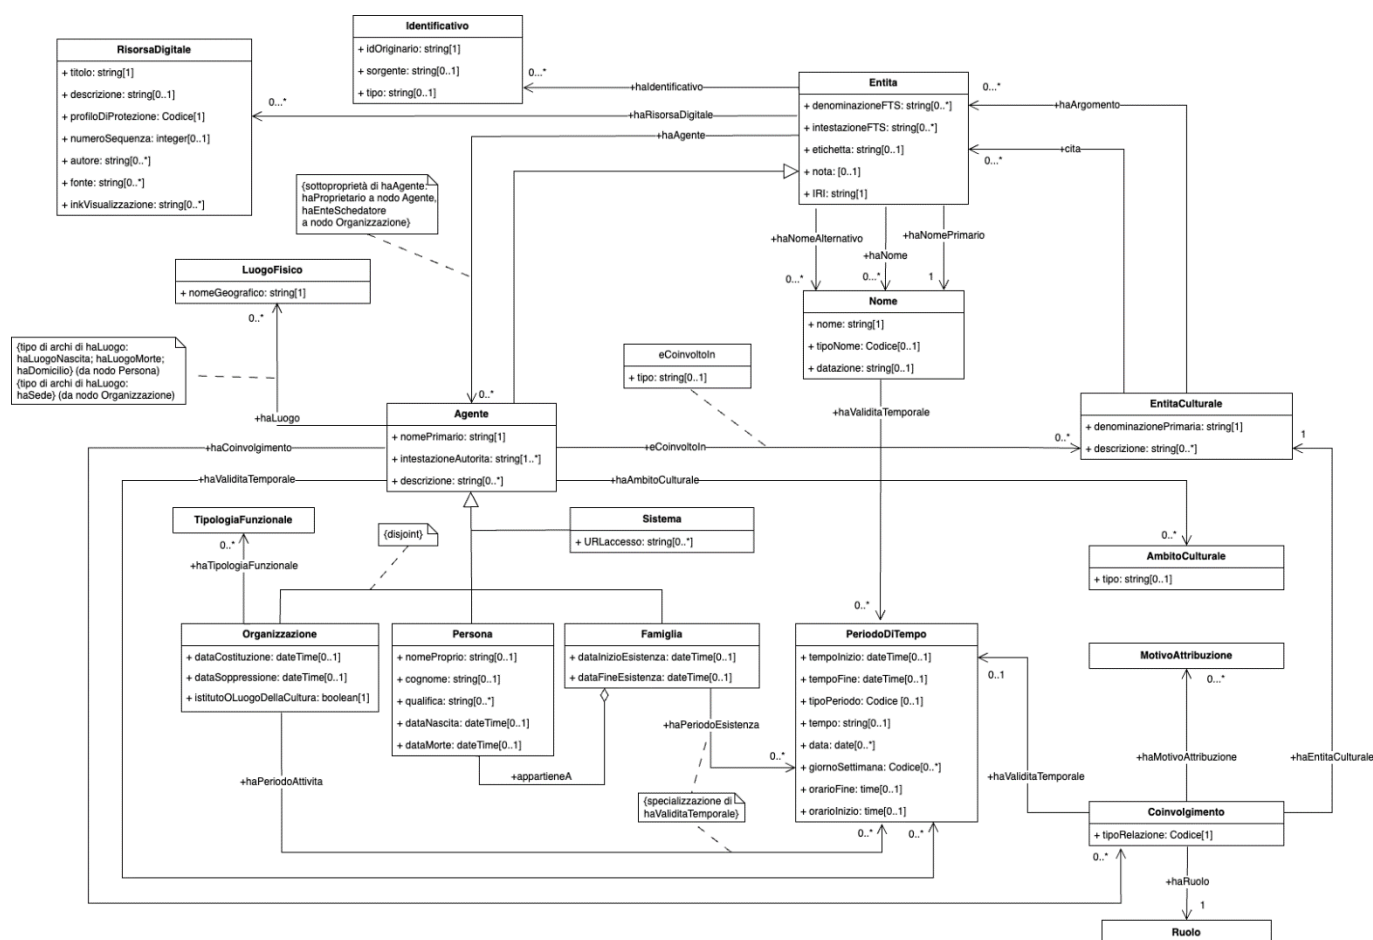 Identificativo
+ idOriginario: string[1]
+ sorgente: string[0..1]
+ tipo: string[0..1]
RisorsaDigitale
+ titolo: string[1]
+ descrizione: string[0..1]
+ profiloDiProtezione: Codice[1]
+ numeroSequenza: integer[0..1]
+ autore: string[0..*]
+ fonte: string[0..*]
+ inkVisualizzazione: string[0..*]
0...*
+haIdentificativo
0...*
+haRisorsaDigitale
+haAgente
Entita
+ denominazioneFTS: string[0..*]
+ intestazioneFTS: string[0..*]
+ etichetta: string[0..1]
+ nota: [0..1]
+ IRI: string[1]
0...*
+haArgomento
+cita
0...*
{sottoproprietà di haAgente:
haProprietario a nodo Agente,
haEnteSchedatore
a nodo Organizzazione}
+haNomeAlternativo
+haNome
+haNomePrimario
0...*
0...*
1
LuogoFisico
+ nomeGeografico: string[1]
0..*
Nome
+ nome: string[1]
+ tipoNome: Codice[0..1]
+ datazione: string[0..1]
{tipo di archi di haLuogo:
haLuogoNascita; haLuogoMorte;
haDomicilio} (da nodo Persona)
{tipo di archi di haLuogo:
haSede} (da nodo Organizzazione)
eCoinvoltoIn
+ tipo: string[0..1]
0..*
+haLuogo
+haValiditaTemporale
Agente
+ nomePrimario: string[1]
+ intestazioneAutorita: string[1..*]
+ descrizione: string[0..*]
EntitaCulturale
+ denominazionePrimaria: string[1]
+ descrizione: string[0..*]
+haCoinvolgimento
+eCoinvoltoIn
0..*
1
+haValiditaTemporale
+haAmbitoCulturale
TipologiaFunzionale
0..*
+haTipologiaFunzionale
{disjoint}
Sistema
+ URLaccesso: string[0..*]
0..*
AmbitoCulturale
+ tipo: string[0..1]
0..*
Organizzazione
+ dataCostituzione: dateTime[0..1]
+ dataSoppressione: dateTime[0..1]
+ istitutoOLuogoDellaCultura: boolean[1]
Persona
+ nomeProprio: string[0..1]
+ cognome: string[0..1]
+ qualifica: string[0..*]
+ dataNascita: dateTime[0..1]
+ dataMorte: dateTime[0..1]
Famiglia
+ dataInizioEsistenza: dateTime[0..1]
+ dataFineEsistenza: dateTime[0..1]
PeriodoDiTempo
+ tempoInizio: dateTime[0..1]
+ tempoFine: dateTime[0..1]
+ tipoPeriodo: Codice [0..1]
+ tempo: string[0..1]
+ data: date[0..*]
+ giornoSettimana: Codice[0..*]
+ orarioFine: time[0..1]
+ orarioInizio: time[0..1]
MotivoAttribuzione
0..1
0...*
+haPeriodoEsistenza
0..*
+haMotivoAttribuzione
+haEntitaCulturale
+haPeriodoAttivita
+appartieneA
+haValiditaTemporale
{specializzazione di
haValiditaTemporale}
0..*
0..*
Coinvolgimento
+ tipoRelazione: Codice[1]
0..*
+haRuolo
1
Ruolo